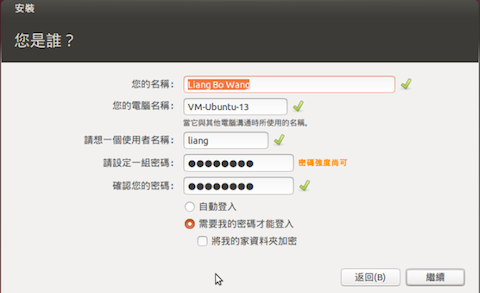 安裝
您是誰？
您的名稱： Liang Bo Wang
您的電腦名稱： VM-Ubuntu-13
當它與其他電腦溝通時所使用的名稱。
請想一個使用者名稱： liang
請設定一組密碼： ●●●●●●●● 密碼強度尚可
確認您的密碼： ●●●●●●●●
自動登入
需要我的密碼才能登入
將我的家資料夾加密
返回(B) 繼續